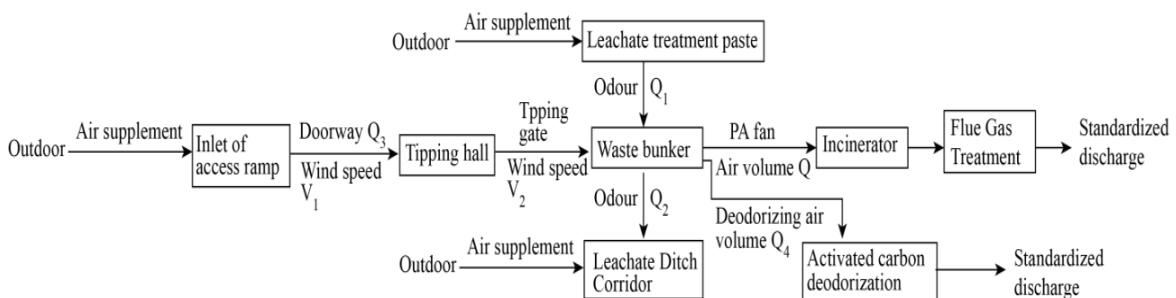 Outdoor
Air supplement
Leachate treatment paste
Odour
Q1
Outdoor
Air supplement
Inlet of
access ramp
Doorway Q3
Wind speed
V1
Tipping hall
Tpping
gate
Wind speed
V2
Waste bunker
PA fan
Air volume Q
Incinerator
Flue Gas
Treatment
Standardized
discharge
Odour
Q2
Deodorizing air
volume Q4
Outdoor
Air supplement
Leachate Ditch
Corridor
Activated carbon
deodorization
Standardized
discharge